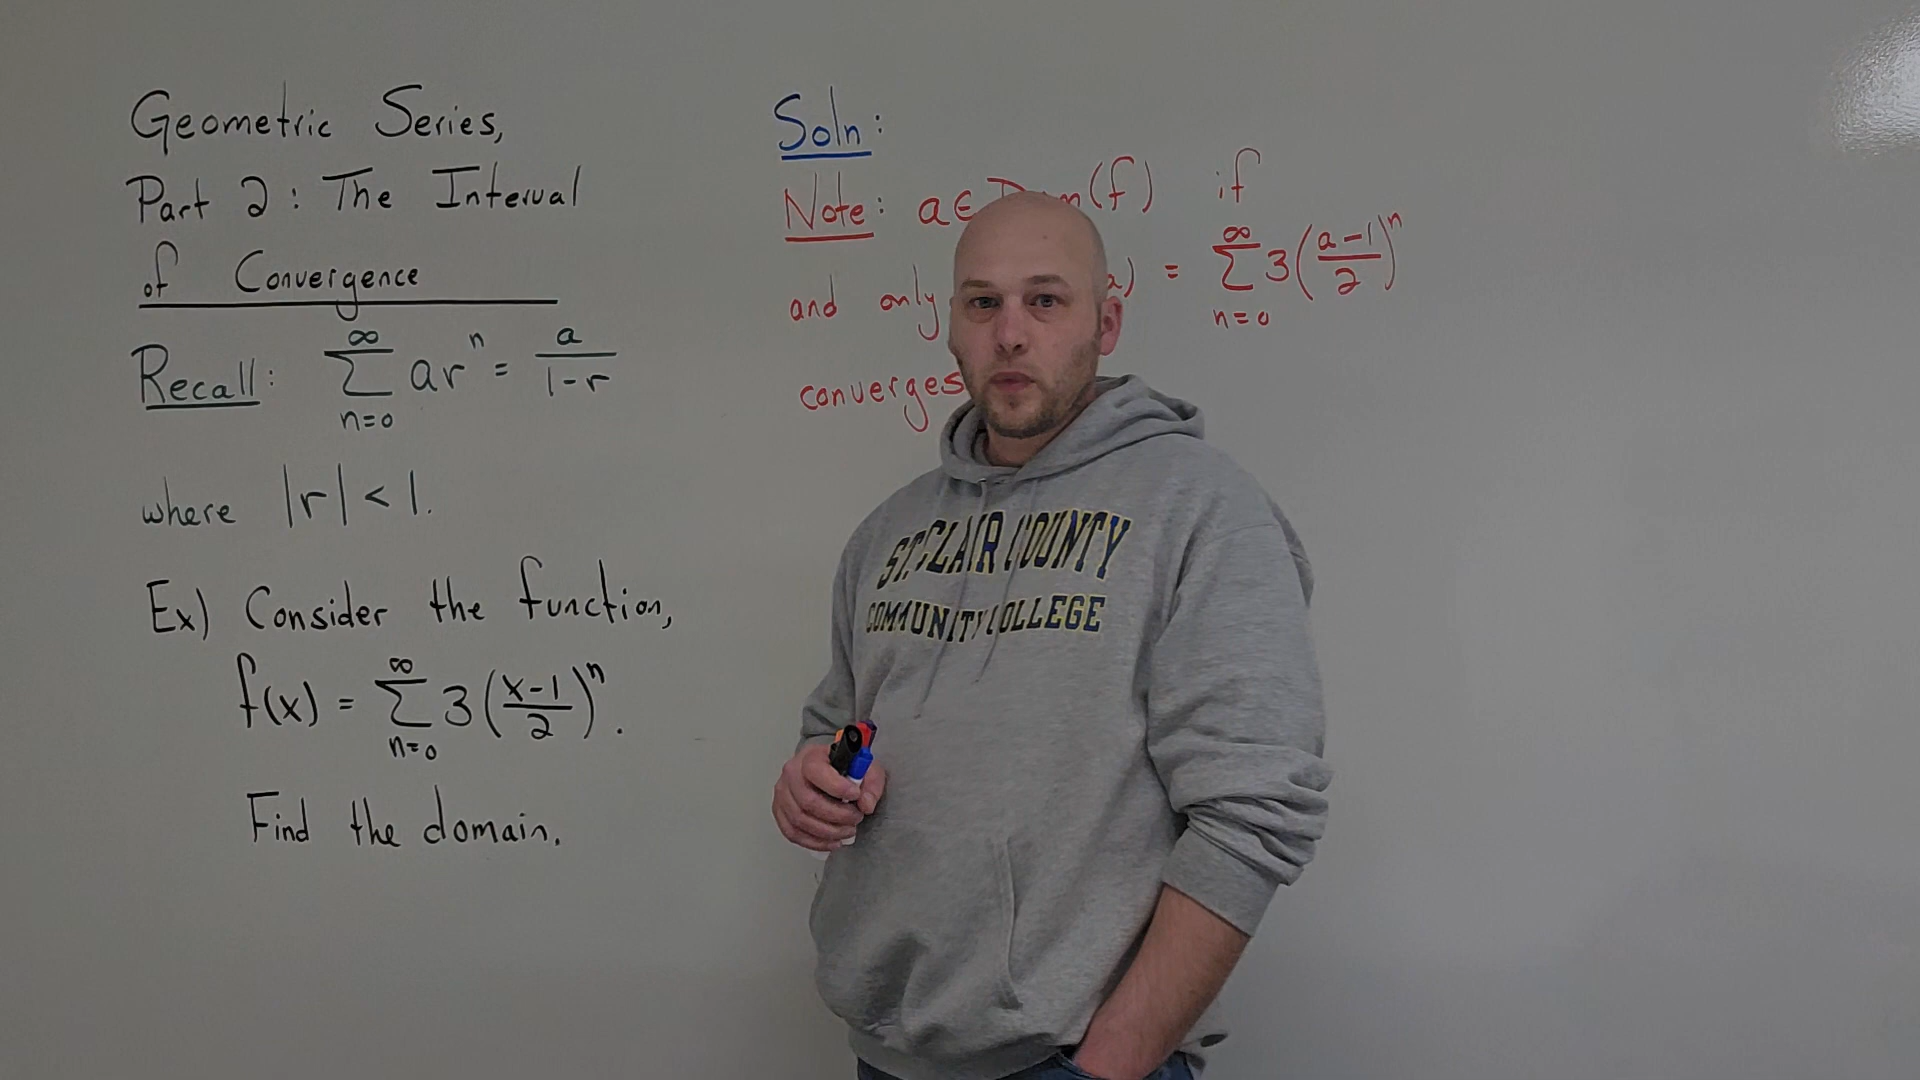 Geometric Series,
Part 2: The Interval
of Convergence
Recall: ∞∑n=0 ar^n = a/(1-r)
where |r| < 1.
Ex) Consider the function,
f(x) = ∞∑n=0 3((x-1)/2)^n.
Find the domain.
Soln:
Note: a∈ (f) if
and only a) = ∞∑n=0 3((a-1)/2)^n
converges
ST. CLAIR COUNTY
COMMUNITY COLLEGE